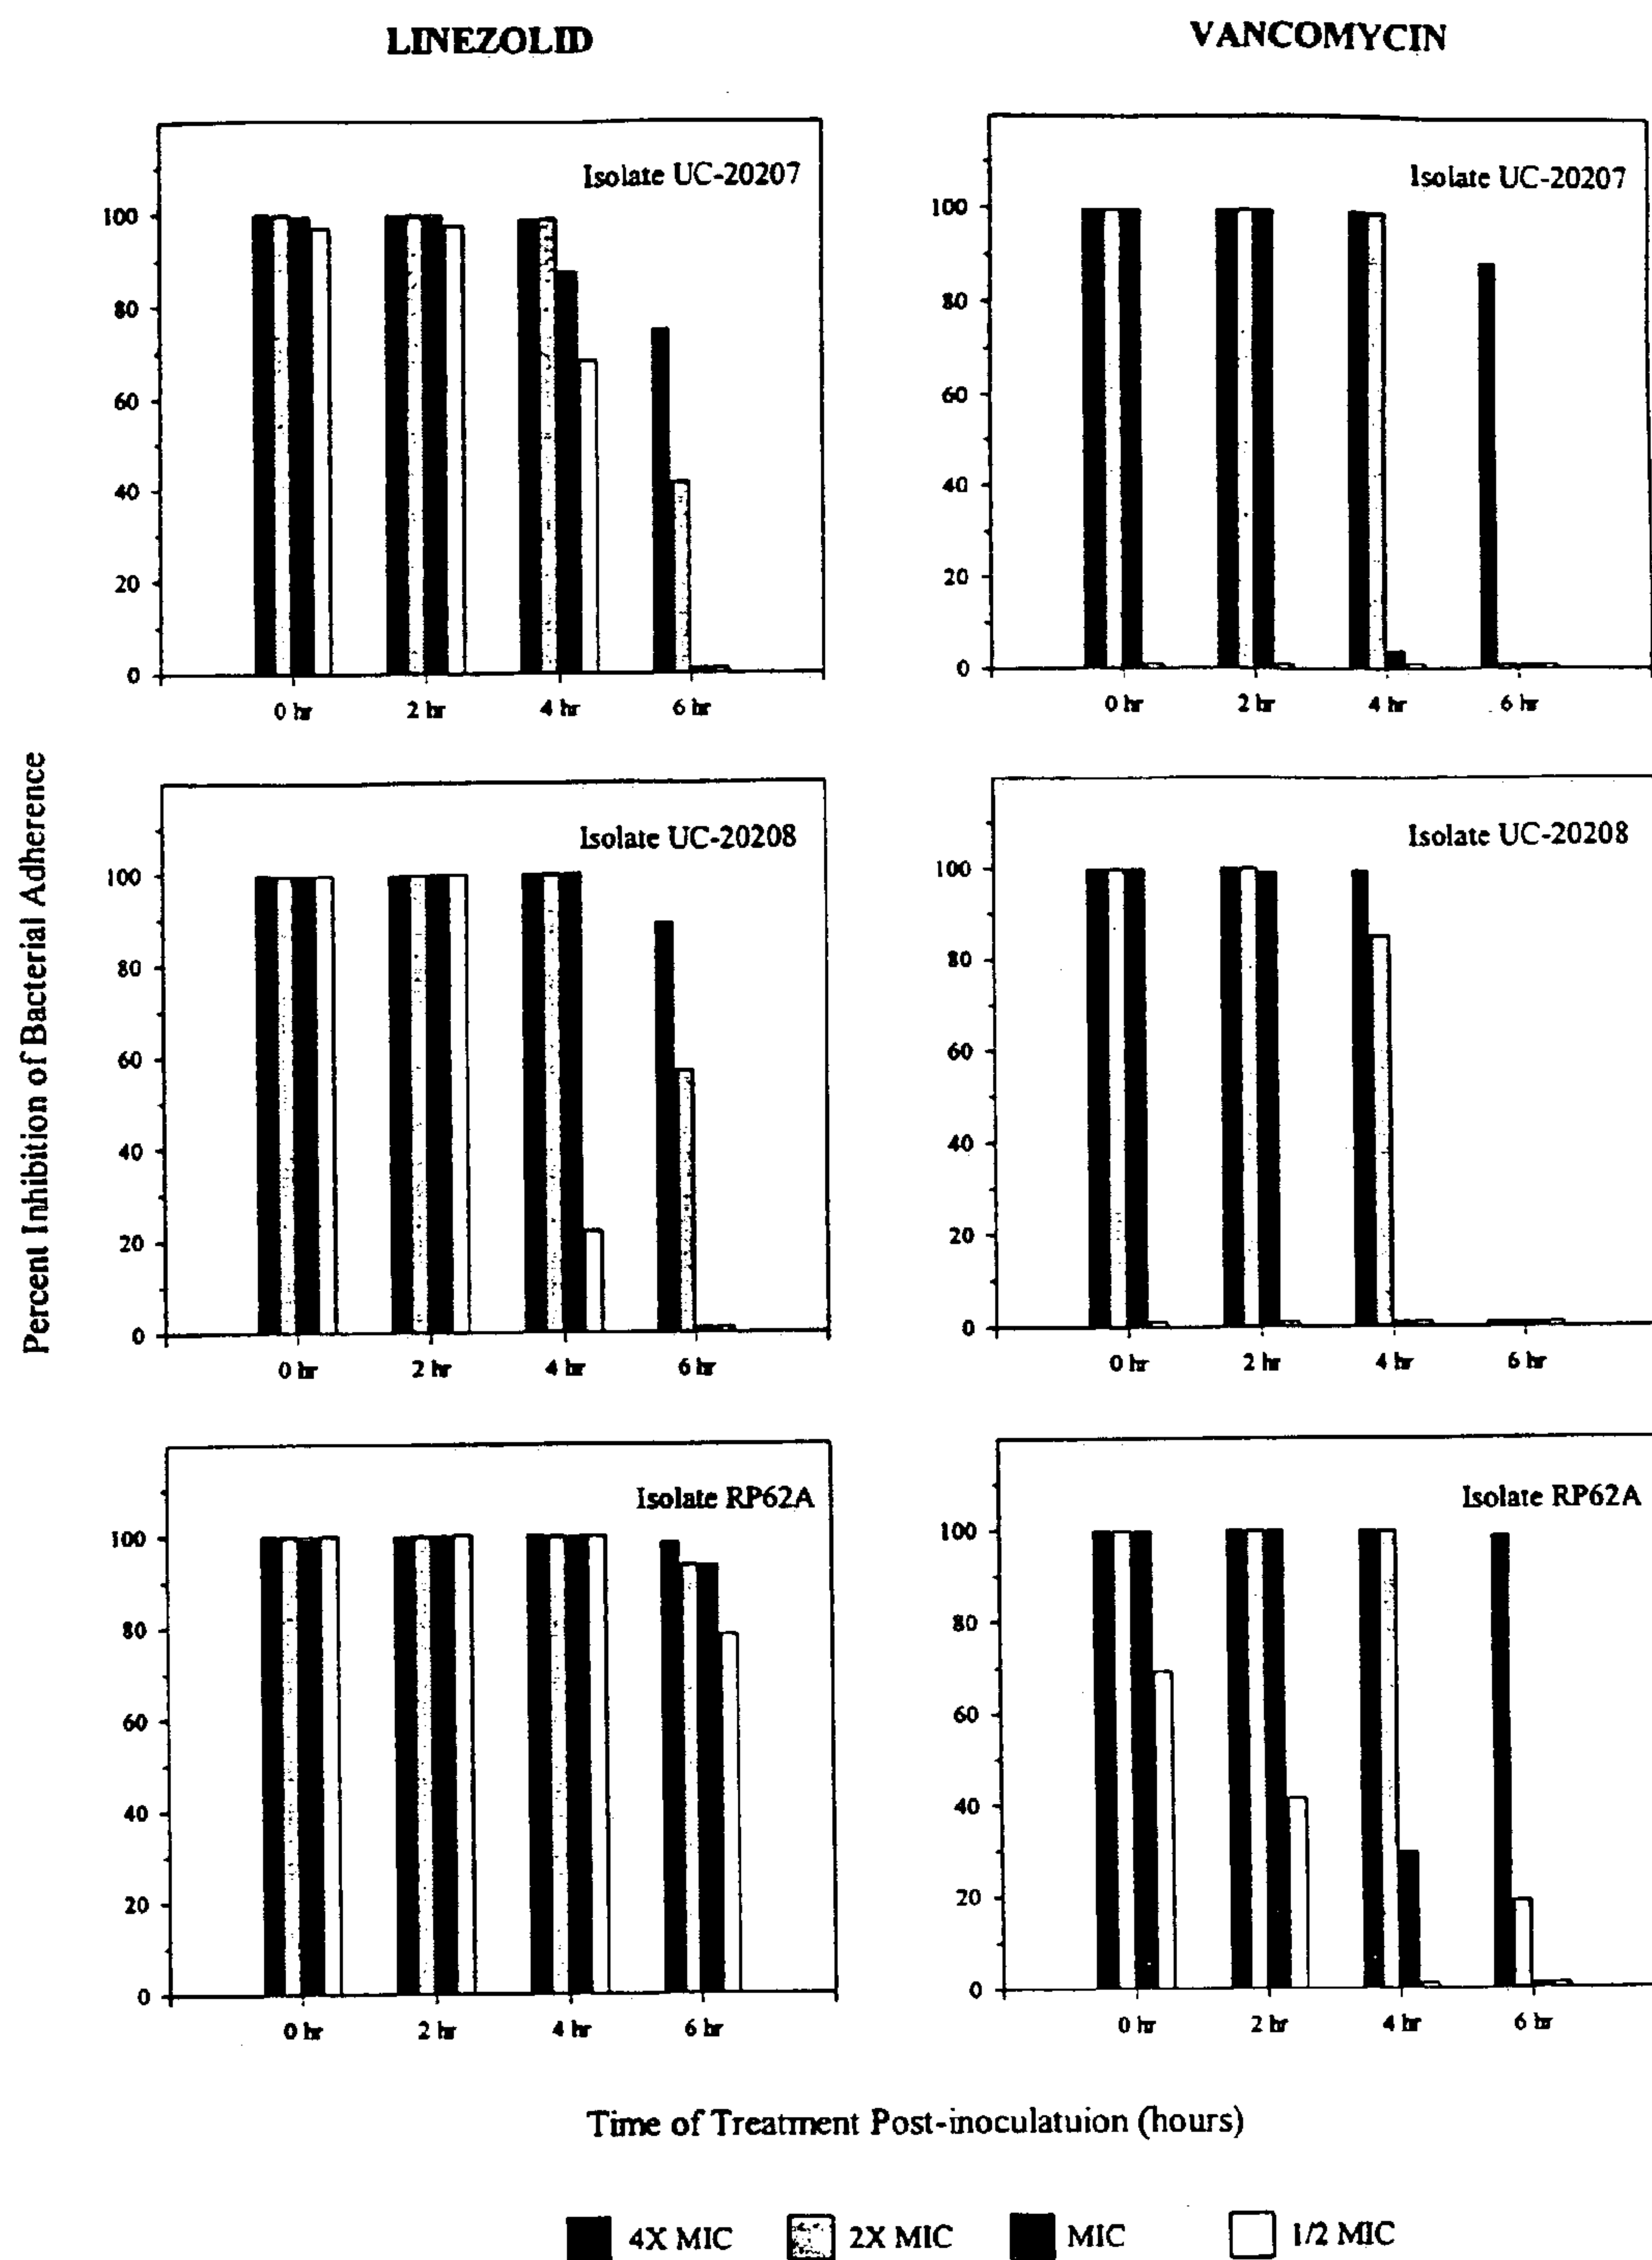 LINEZOLID
VANCOMYCIN
Isolate UC-20207
100
80
60
40
20
0
0 hr
2 hr
4 hr
6 hr
Isolate UC-20207
100
80
60
40
20
0
0 hr
2 hr
4 hr
6 hr
Percent Inhibition of Bacterial Adherence
Isolate UC-20208
100
80
60
40
20
0
0 hr
2 hr
4 hr
6 hr
Isolate UC-20208
100
80
60
40
20
0
0 hr
2 hr
4 hr
6 hr
Isolate RP62A
100
80
60
40
20
0
0 hr
2 hr
4 hr
6 hr
Isolate RP62A
100
80
60
40
20
0
0 hr
2 hr
4 hr
6 hr
Time of Treatment Post-inoculatuion (hours)
4X MIC 2X MIC MIC 1/2 MIC